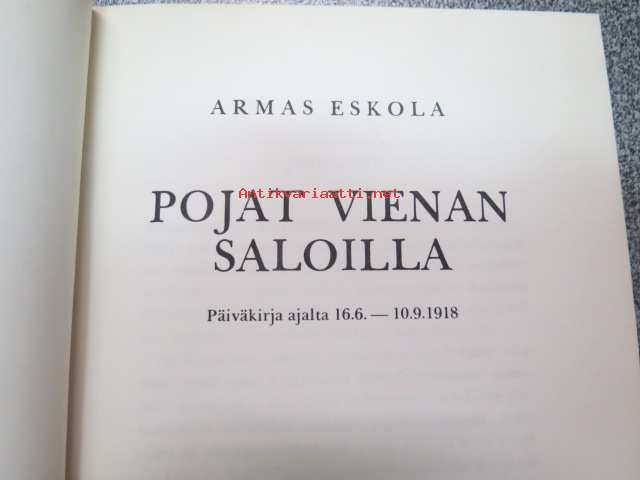 ARMAS ESKOLA
Antikvariaatti.net
POJAT VIENAN
SALOILLA
Päiväkirja ajalta 16.6. — 10.9.1918